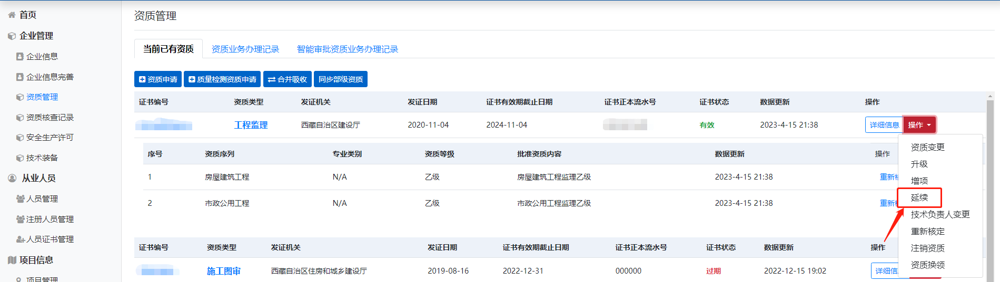 首页
企业管理
企业信息
企业信息完善
资质管理
资质核查记录
安全生产许可
技术装备
从业人员
人员管理
注册人员管理
人员证书管理
项目信息
项目管理
资质管理
当前已有资质 资质业务办理记录 智能审批资质业务办理记录
资质申请 质量检测资质申请 合并吸收 同步部级资质
证书编号 资质类型 发证机关 发证日期 证书有效期截止日期 证书正本流水号 证书状态 数据更新 操作
工程监理 西藏自治区建设厅 2020-11-04 2024-11-04 有效 2023-4-15 21:38 详细信息 操作
序号 资质序列 专业类别 资质等级 批准资质内容 数据更新 操作
1 房屋建筑工程 N/A 乙级 房屋建筑工程监理乙级 2023-4-15 21:38 重新
2 市政公用工程 N/A 乙级 市政公用工程监理乙级 2023-4-15 21:38 重新
证书编号 资质类型 发证机关 发证日期 证书有效期截止日期 证书正本流水号 证书状态 数据更新 操作
施工图审 西藏自治区住房和城乡建设厅 2019-08-16 2022-12-31 000000 过期 2022-12-15 19:02 详细信
资质变更
升级
增项
延续
技术负责人变更
重新核定
注销资质
资质换领